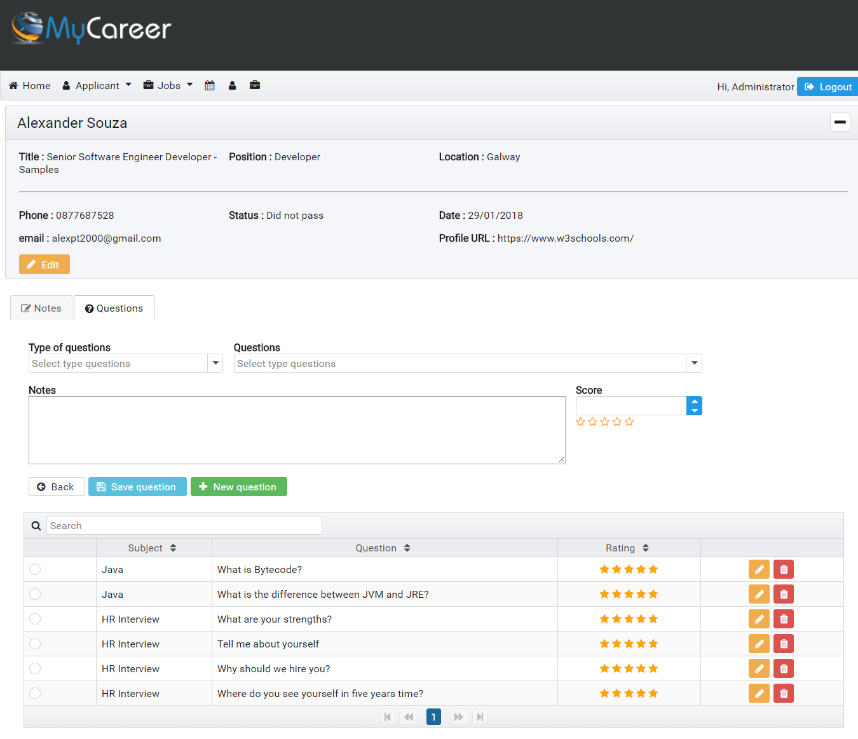 MyCareer
Home Applicant Jobs Hi, Administrator Logout
Alexander Souza
Title : Senior Software Engineer Developer - Position : Developer Location : Galway
Samples
Phone : 0877687528 Status : Did not pass Date : 29/01/2018
email : alexpt2000@gmail.com Profile URL : https://www.w3schools.com/
Edit
Notes Questions
Type of questions Questions
Select type questions Select type questions
Notes Score
Back Save question New question
Search
Subject Question Rating
Java What is Bytecode?
Java What is the difference between JVM and JRE?
HR Interview What are your strengths?
HR Interview Tell me about yourself
HR Interview Why should we hire you?
HR Interview Where do you see yourself in five years time?
1